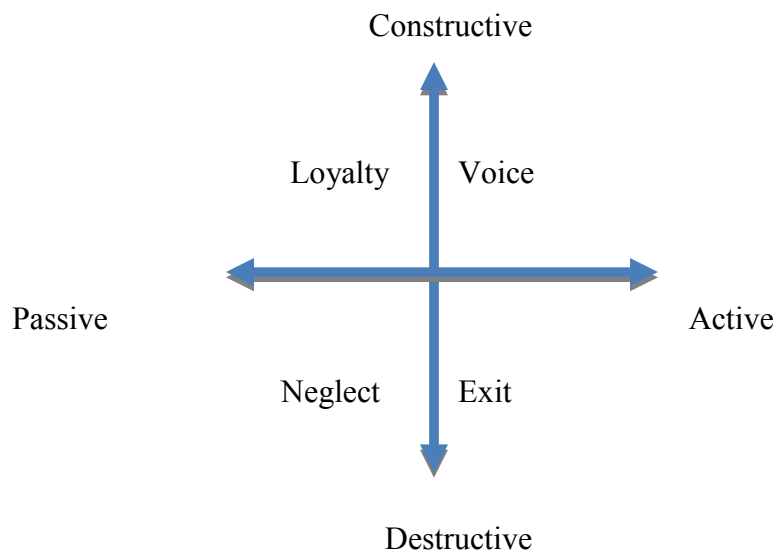 Constructive
Loyalty Voice
Passive Active
Neglect Exit
Destructive